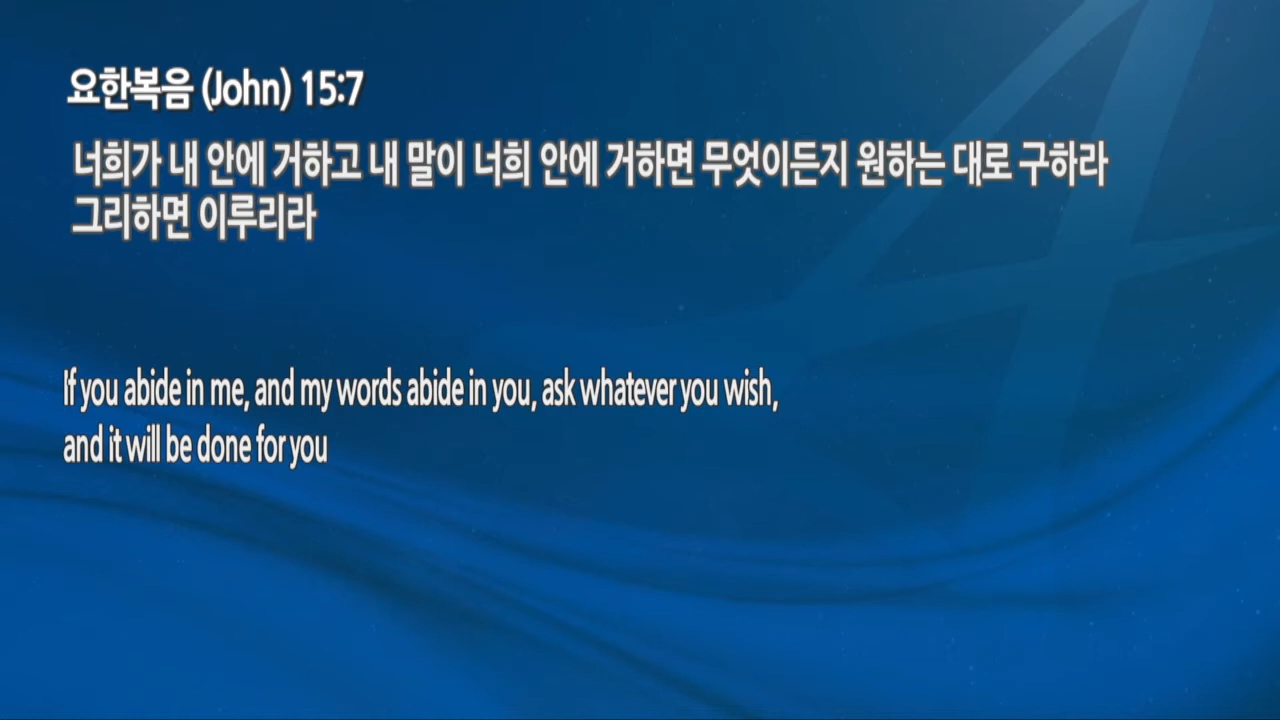 요한복음 (John) 15:7
너희가 내 안에 거하고 내 말이 너희 안에 거하면 무엇이든지 원하는 대로 구하라
그리하면 이루리라
If you abide in me, and my words abide in you, ask whatever you wish,
and it will be done for you